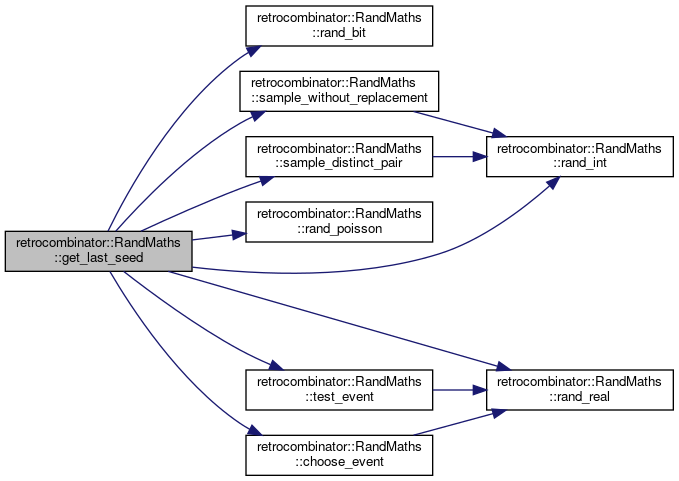 retrocombinator::RandMaths
::rand_bit
retrocombinator::RandMaths
::sample_without_replacement
retrocombinator::RandMaths
::sample_distinct_pair
retrocombinator::RandMaths
::rand_int
retrocombinator::RandMaths
::rand_poisson
retrocombinator::RandMaths
::get_last_seed
retrocombinator::RandMaths
::test_event
retrocombinator::RandMaths
::rand_real
retrocombinator::RandMaths
::choose_event